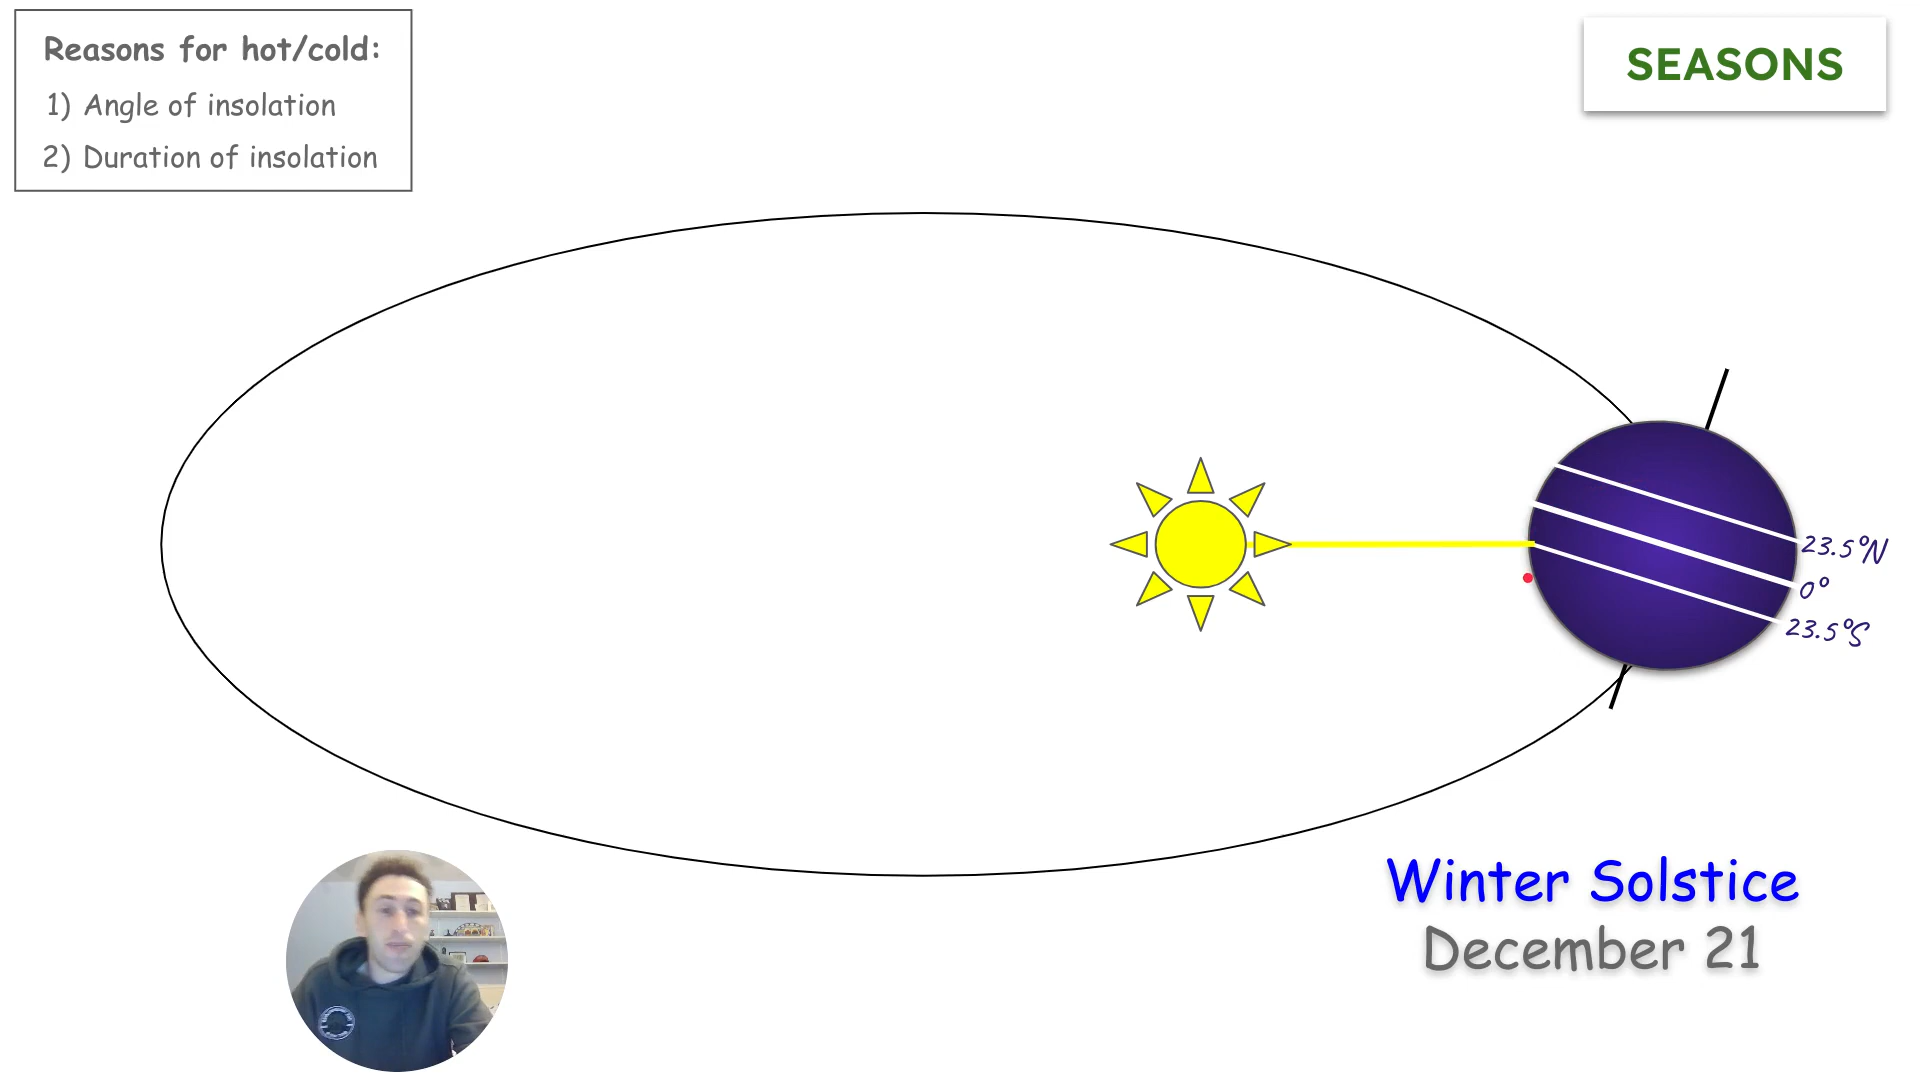 Reasons for hot/cold:
1) Angle of insolation
2) Duration of insolation
SEASONS
23.5°N
0°
23.5°S
Winter Solstice
December 21